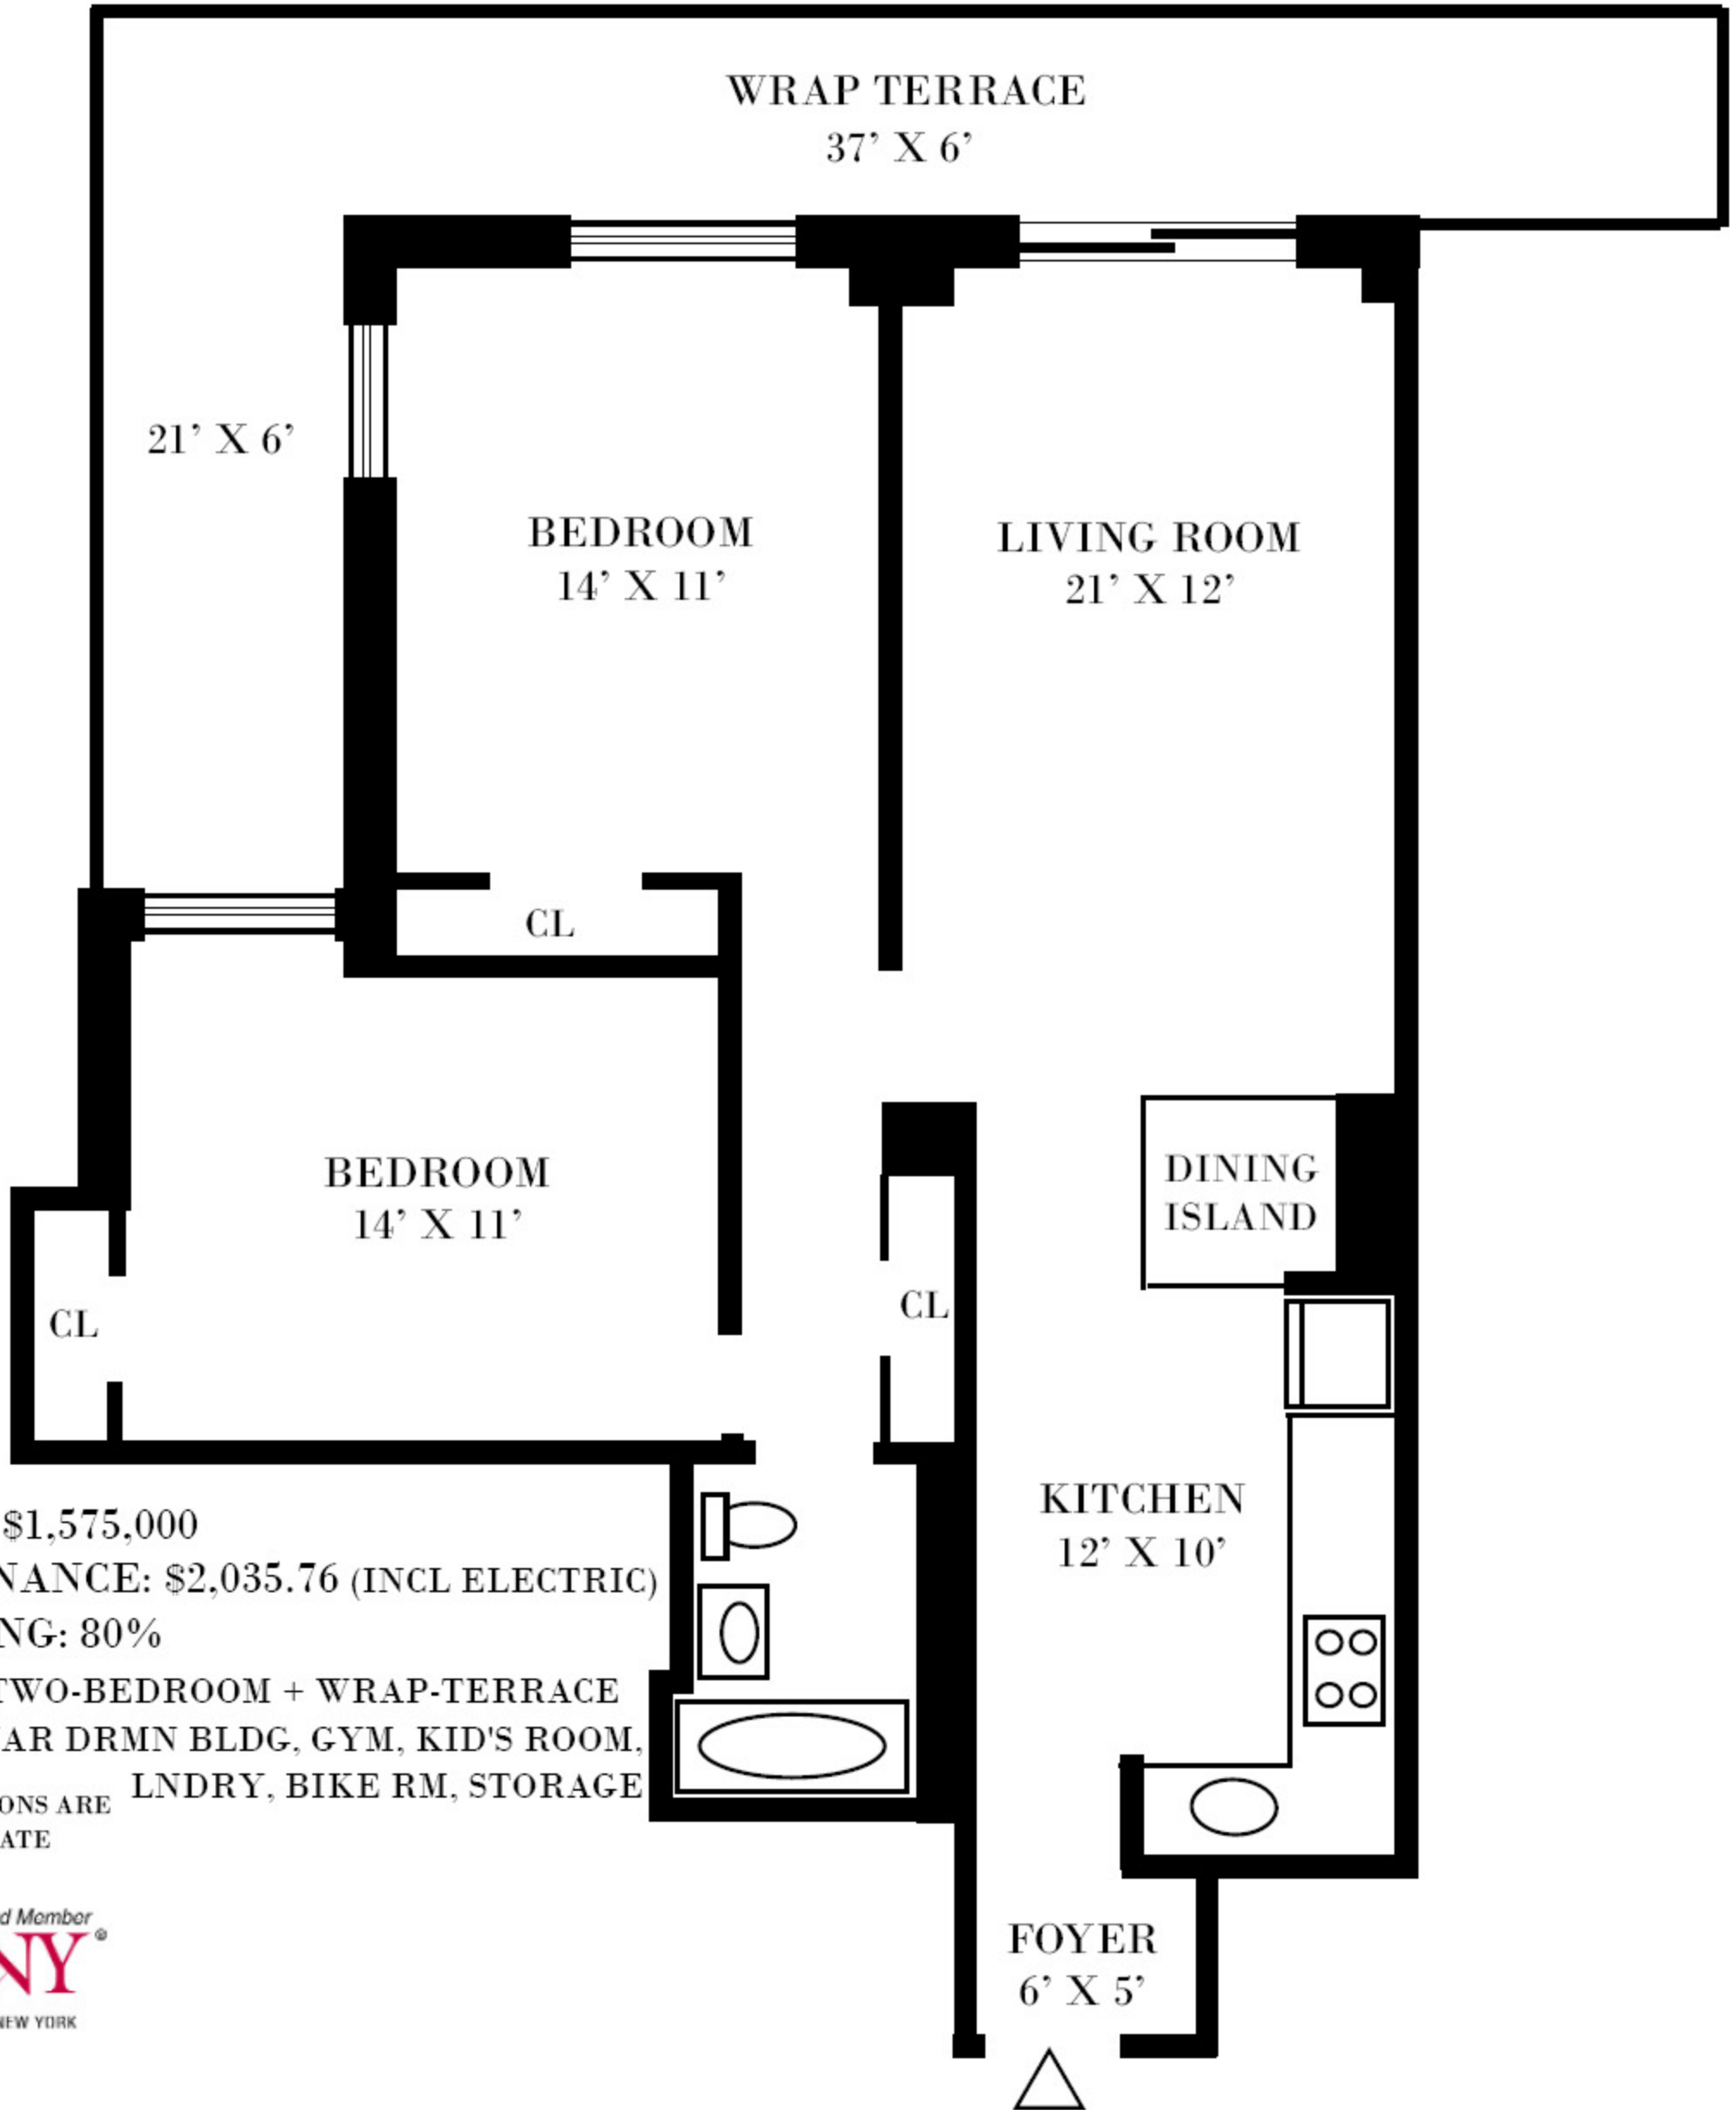 WRAP TERRACE
37' X 6'
21' X 6'
BEDROOM
14' X 11'
LIVING ROOM
21' X 12'
CL
BEDROOM
14' X 11'
DINING
ISLAND
CL
CL
KITCHEN
12' X 10'
$1,575,000
NANCE: $2,035.76 (INCL ELECTRIC)
NG: 80%
TWO-BEDROOM + WRAP-TERRACE
AR DRMN BLDG, GYM, KID'S ROOM,
LNDRY, BIKE RM, STORAGE
ONS ARE
ATE
d Member
NY®
NEW YORK
FOYER
6' X 5'